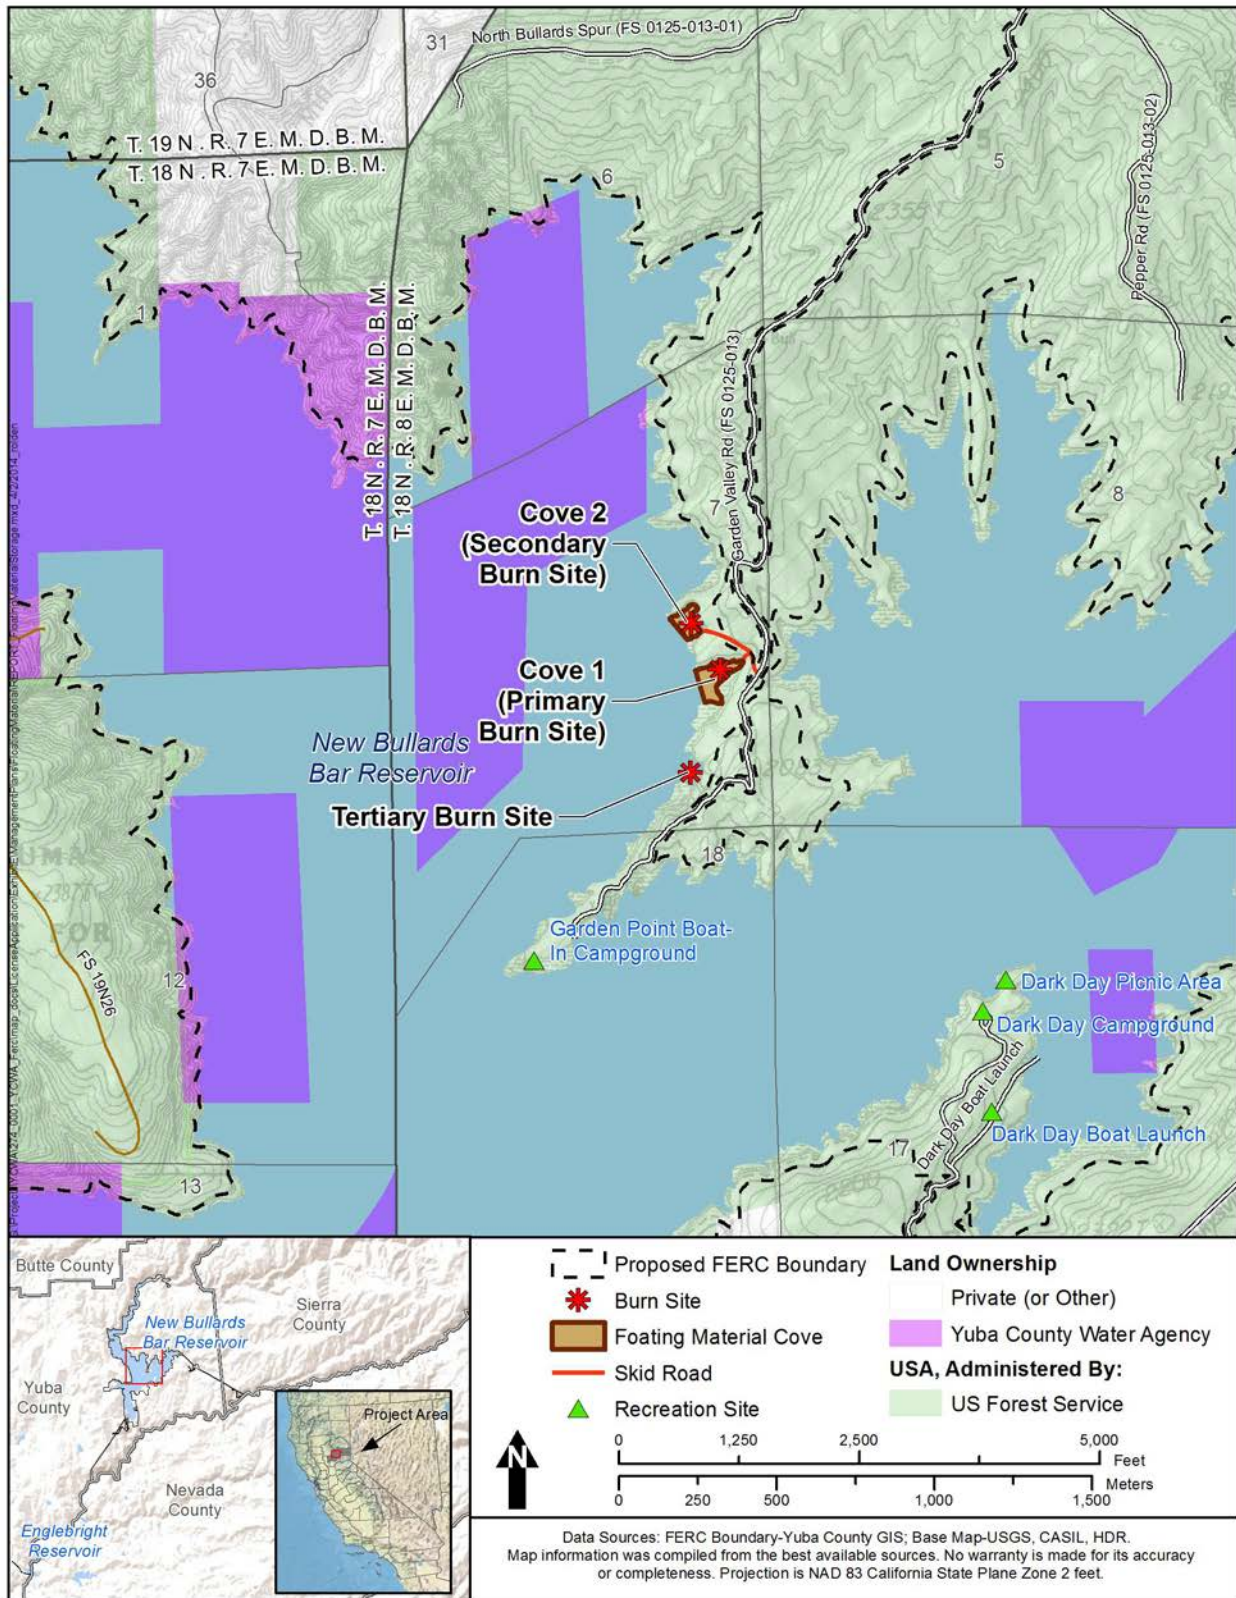 North Bullards Spur (FS 0125-013-01)
31
36
T. 19 N . R. 7 E. M. D. B. M.
T. 18 N . R. 7 E. M. D. B. M.
6
5
Pepper Rd (FS 0125-013-02)
1
T. 18 N . R. 7 E. M. D. B. M.
T. 18 N . R. 8 E. M. D. B. M.
Garden Valley Rd (FS 0125-013)
7
8
Cove 2
(Secondary
Burn Site)
Cove 1
(Primary
Burn Site)
New Bullards
Bar Reservoir
Tertiary Burn Site
18
FOR
FS 19N26
12
Garden Point Boat-
In Campground
Dark Day Picnic Area
Dark Day Campground
Dark Day Boat Launch
Dark Day Boat Launch
17
13
Butte County
Sierra
County
New Bullards
Bar Reservoir
Yuba
County
Nevada
County
Englebright
Reservoir
Project Area
Proposed FERC Boundary
Burn Site
Foating Material Cove
Skid Road
Recreation Site
Land Ownership
Private (or Other)
Yuba County Water Agency
USA, Administered By:
US Forest Service
N
0 1,250 2,500 5,000
Feet
Meters
0 250 500 1,000 1,500
Data Sources: FERC Boundary-Yuba County GIS; Base Map-USGS, CASIL, HDR.
Map information was compiled from the best available sources. No warranty is made for its accuracy
or completeness. Projection is NAD 83 California State Plane Zone 2 feet.